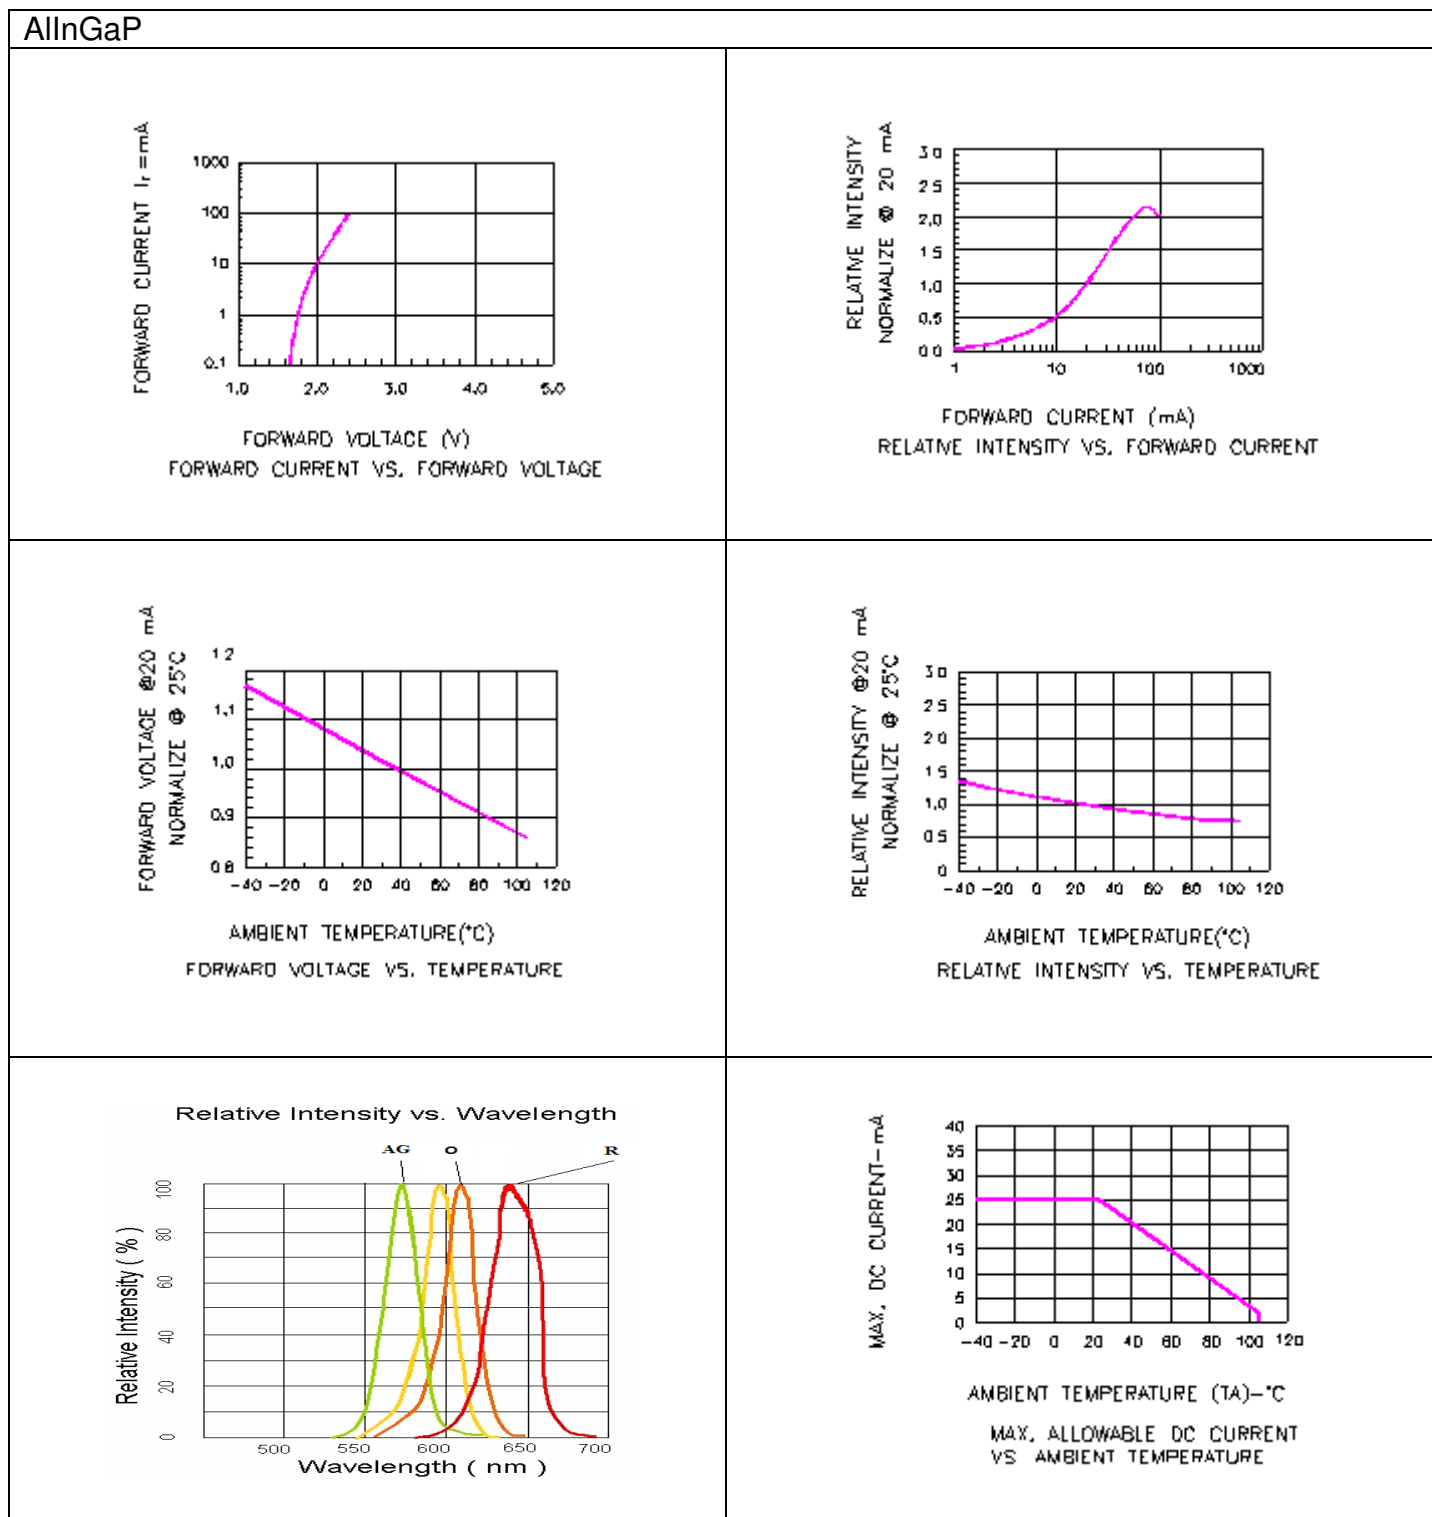 AlInGaP
FORWARD CURRENT Ir=mA
1000
100
10
1
0.1
1.0 2.0 3.0 4.0 5.0
FORWARD VOLTAGE (V)
FORWARD CURRENT VS. FORWARD VOLTAGE
RELATIVE INTENSITY
NORMALIZE @ 20 mA
3.0
2.5
2.0
1.5
1.0
0.5
0.0
1 10 100 1000
FORWARD CURRENT (mA)
RELATIVE INTENSITY VS. FORWARD CURRENT
FORWARD VOLTAGE @20 mA
NORMALIZE @ 25°C
1.2
1.1
1.0
0.9
0.8
-40 -20 0 20 40 60 80 100 120
AMBIENT TEMPERATURE(°C)
FORWARD VOLTAGE VS. TEMPERATURE
RELATIVE INTENSITY @20 mA
NORMALIZE @ 25°C
3.0
2.5
2.0
1.5
1.0
0.5
0
-40 -20 0 20 40 60 80 100 120
AMBIENT TEMPERATURE(°C)
RELATIVE INTENSITY VS. TEMPERATURE
Relative Intensity vs. Wavelength
AG O R
Relative Intensity ( % )
100
80
60
40
20
0
500 550 600 650 700
Wavelength ( nm )
MAX. DC CURRENT-mA
40
35
30
25
20
15
10
5
0
-40 -20 0 20 40 60 80 100 120
AMBIENT TEMPERATURE (TA)-°C
MAX. ALLOWABLE DC CURRENT
VS AMBIENT TEMPERATURE